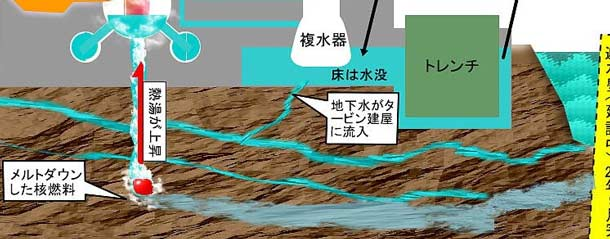 複水器
床は水没
トレンチ
熱湯が上昇
地下水がタ
ービン建屋
に流入
メルトダウン
した核燃料